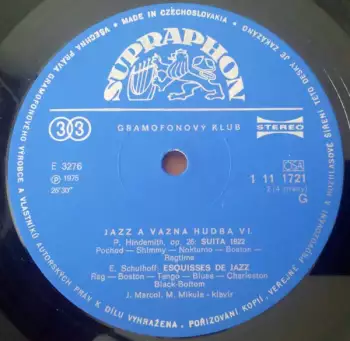 MADE IN CZECHOSLOVAKIA • VŠECHNA PRÁVA GRAMOFONOVÉHO VÝROBCE A VLASTNÍKŮ AUTORSKÝCH PRÁV K DÍLU VYHRAŽENA. POŘIZOVÁNÍ KOPIÍ, VEŘEJNÉ PROVOZOVÁNÍ A ROZHLASOVÉ ŠÍŘENÍ TÉTO DESKY JE ZAKÁZÁNO
SUPRAPHON
33
GRAMOFONOVÝ KLUB
STEREO
E 3276
℗ 1975
26'30"
ČSA
1 11 1721
G
JAZZ A VÁŽNÁ HUDBA VI.
P. Hindemith, op. 26: SUITA 1922
Pochod – Shimmy – Nokturno – Boston –
Ragtime
E. Schulhoff: ESQUISSES DE JAZZ
Rag – Boston – Tango – Blues – Charleston
Black-Bottom
J. Marcol, M. Mikula - klavír